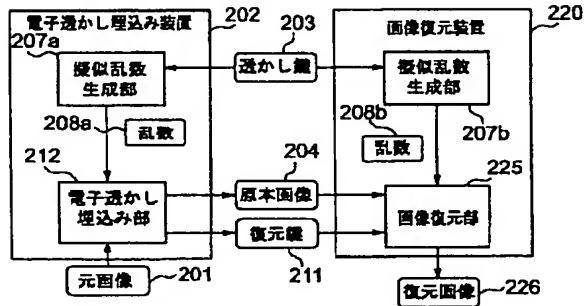 電子透かし埋込み装置
202
207a
擬似乱数
生成部
208a
乱数
212
電子透かし
埋込み部
元画像
201
203
透かし鍵
204
原本画像
復元鍵
211
220
画像復元装置
擬似乱数
生成部
207b
208b
乱数
225
画像復元部
復元画像
226